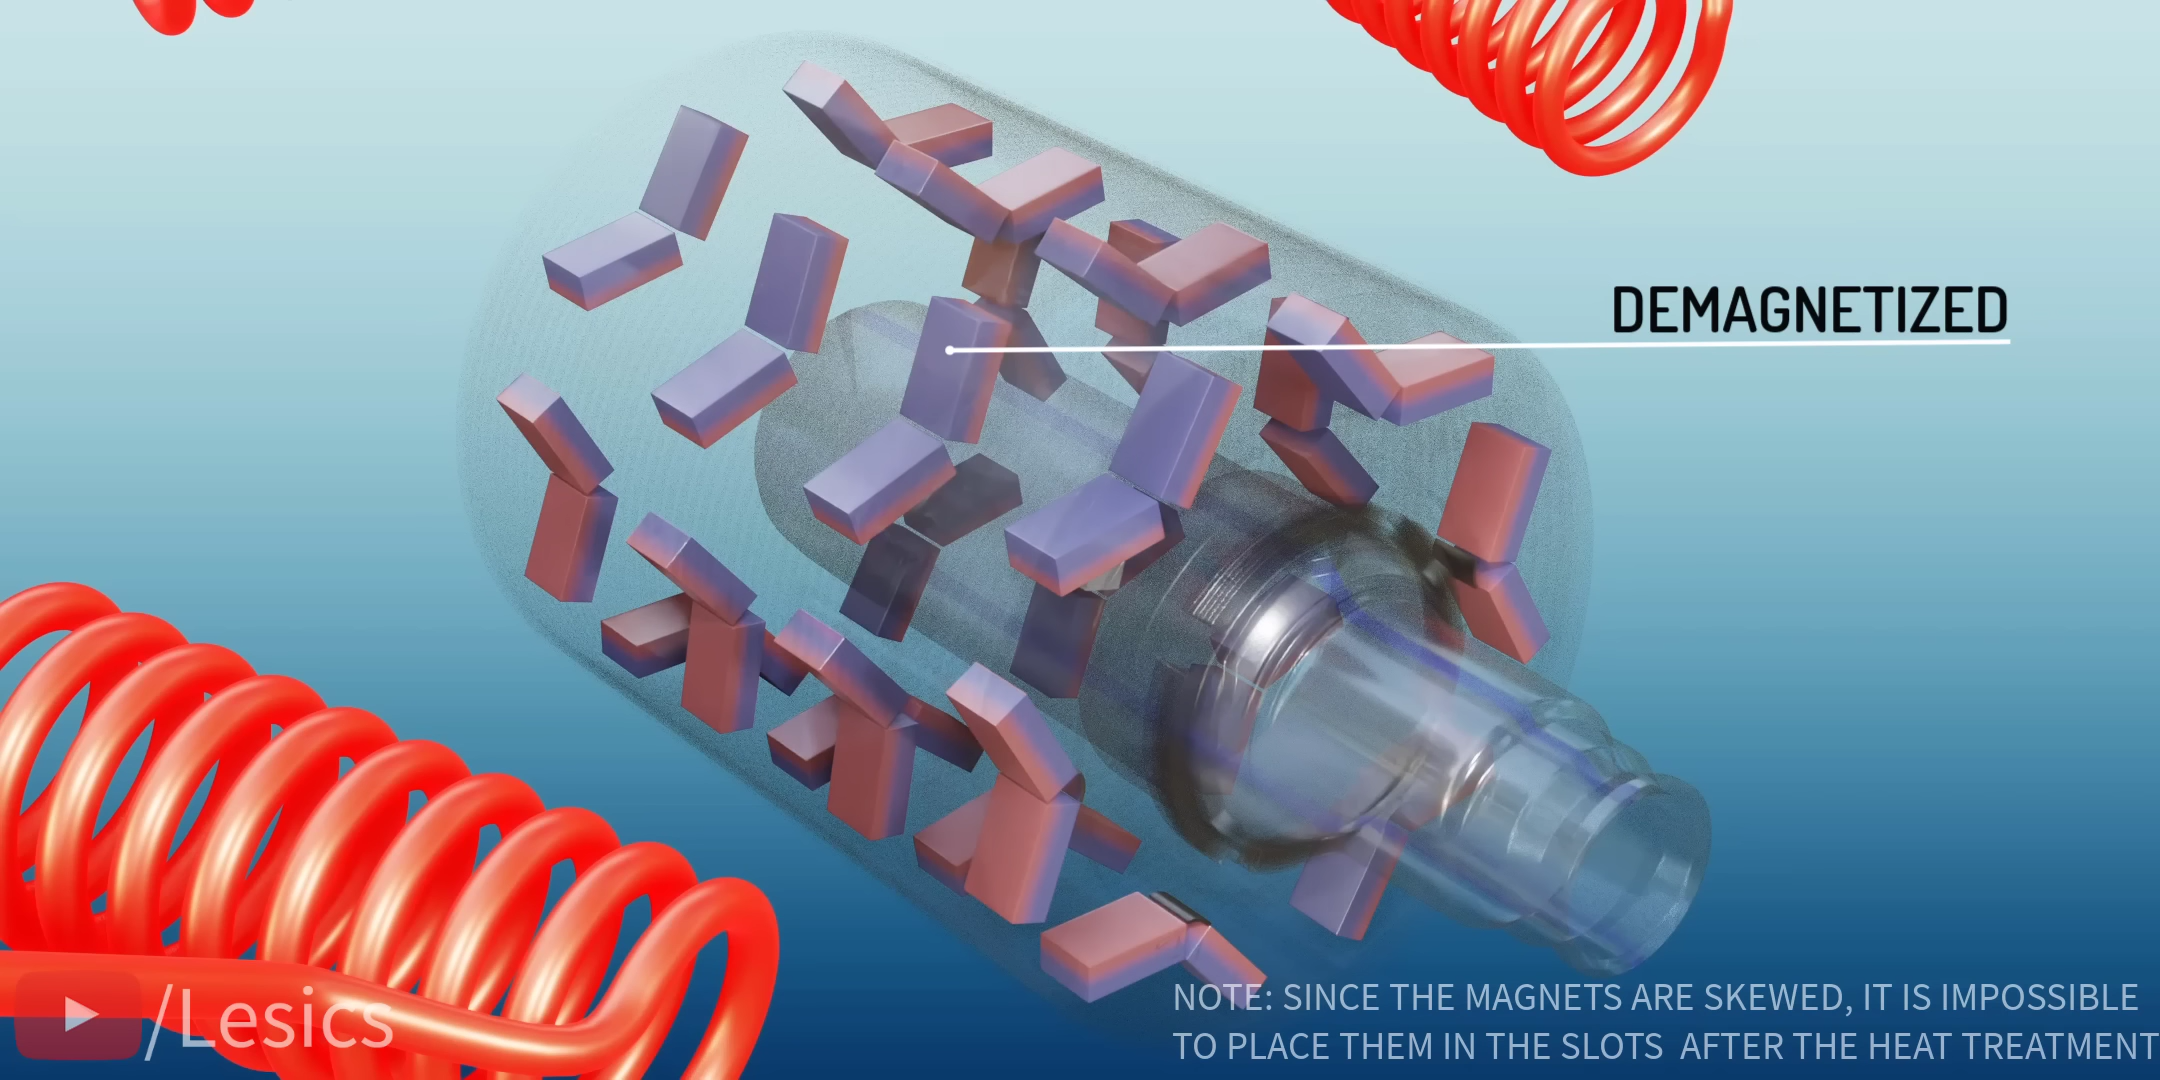 DEMAGNETIZED
/Lesics
NOTE: SINCE THE MAGNETS ARE SKEWED, IT IS IMPOSSIBLE
TO PLACE THEM IN THE SLOTS AFTER THE HEAT TREATMENT